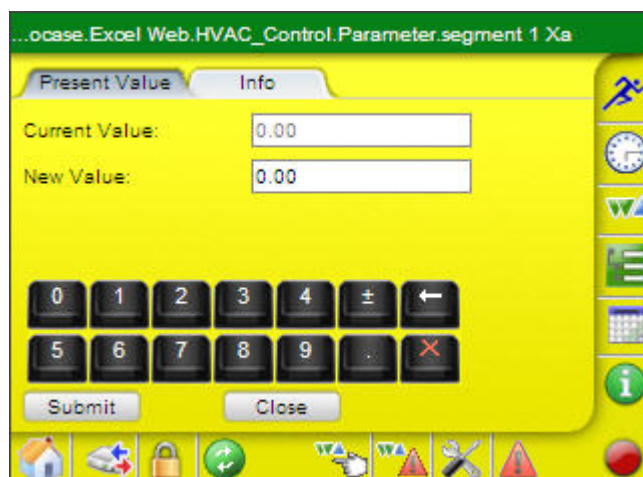 ...ocase.Excel Web.HVAC_Control.Parameter.segment 1 Xa
Present Value Info
Current Value: 0.00
New Value: 0.00
0 1 2 3 4 ± ←
5 6 7 8 9 . X
Submit Close